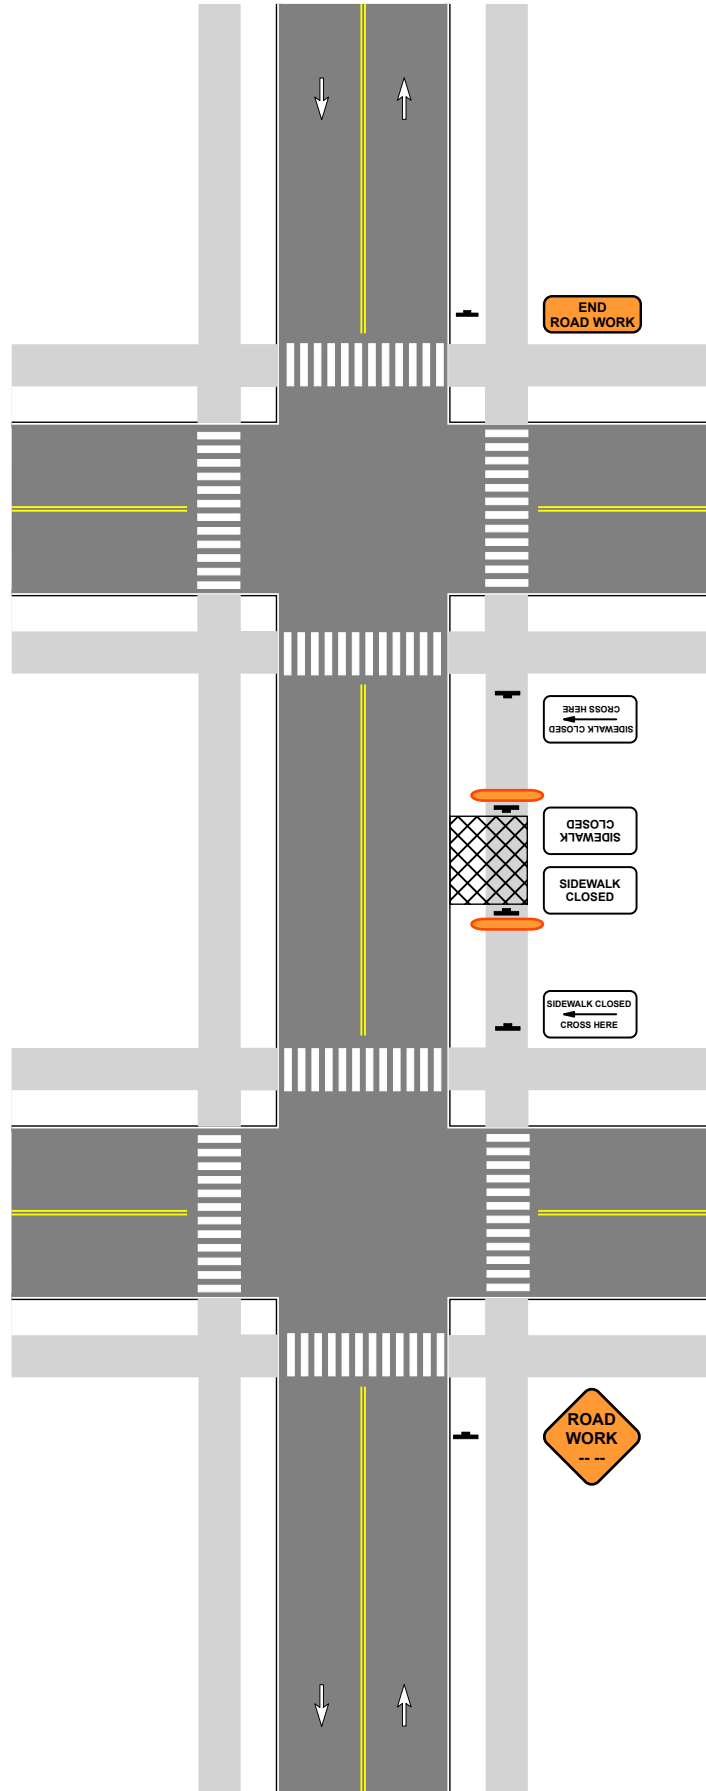 END
ROAD WORK
SIDEWALK CLOSED
CROSS HERE
SIDEWALK
CLOSED
SIDEWALK
CLOSED
SIDEWALK CLOSED
CROSS HERE
ROAD
WORK
-- --